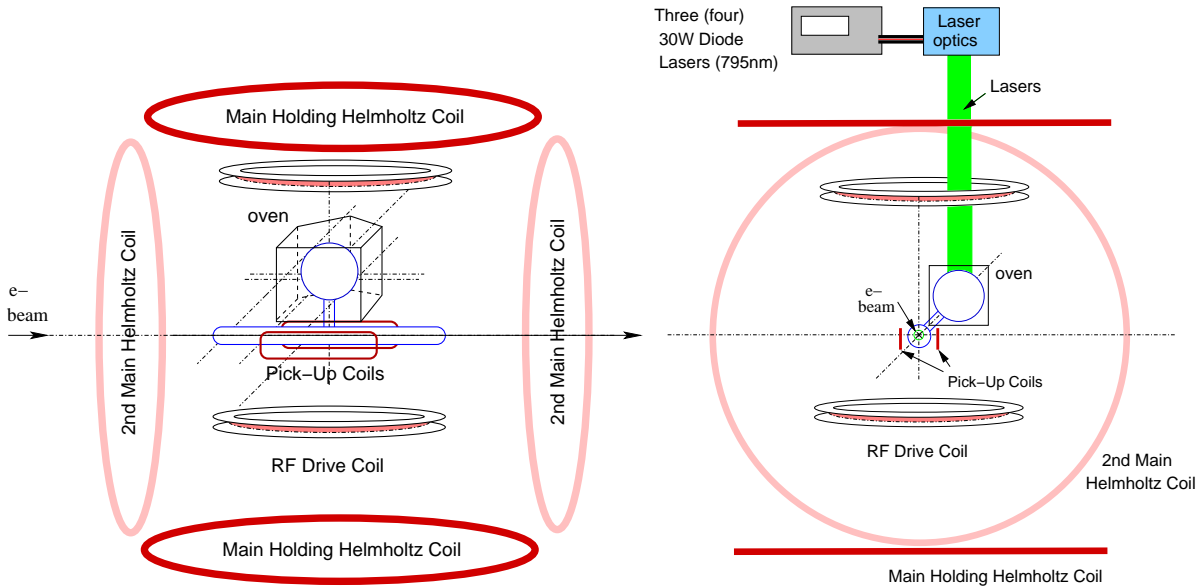 Main Holding Helmholtz Coil
oven
2nd Main Helmholtz Coil
2nd Main Helmholtz Coil
e−
beam
Pick−Up Coils
RF Drive Coil
Main Holding Helmholtz Coil
Three (four)
30W Diode
Lasers (795nm)
Laser
optics
Lasers
oven
e−
beam
Pick−Up Coils
RF Drive Coil
2nd Main
Helmholtz Coil
Main Holding Helmholtz Coil